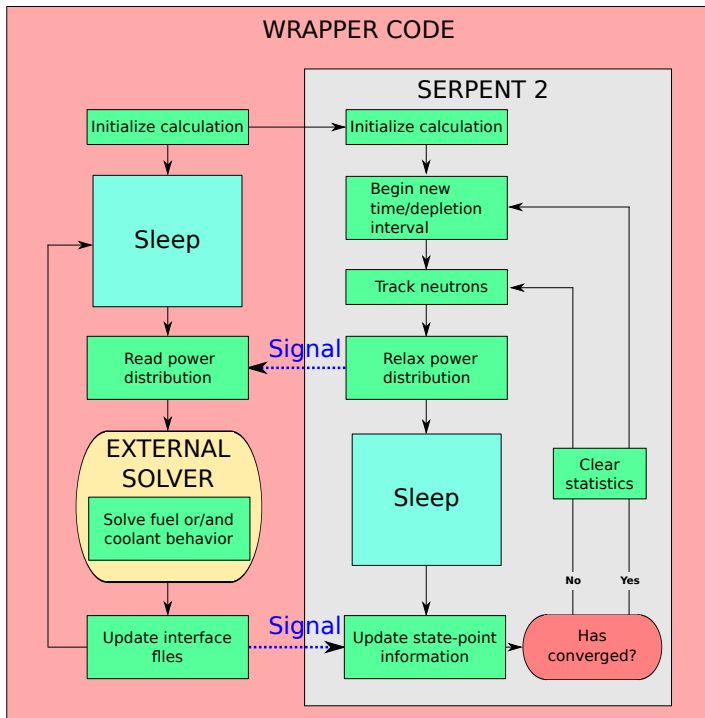 WRAPPER CODE
SERPENT 2
Initialize calculation
Initialize calculation
Sleep
Begin new
time/depletion
interval
Track neutrons
Read power
distribution
Signal
Relax power
distribution
EXTERNAL
SOLVER
Solve fuel or/and
coolant behavior
Sleep
Clear
statistics
No
Yes
Update interface
files
Signal
Update state-point
information
Has
converged?